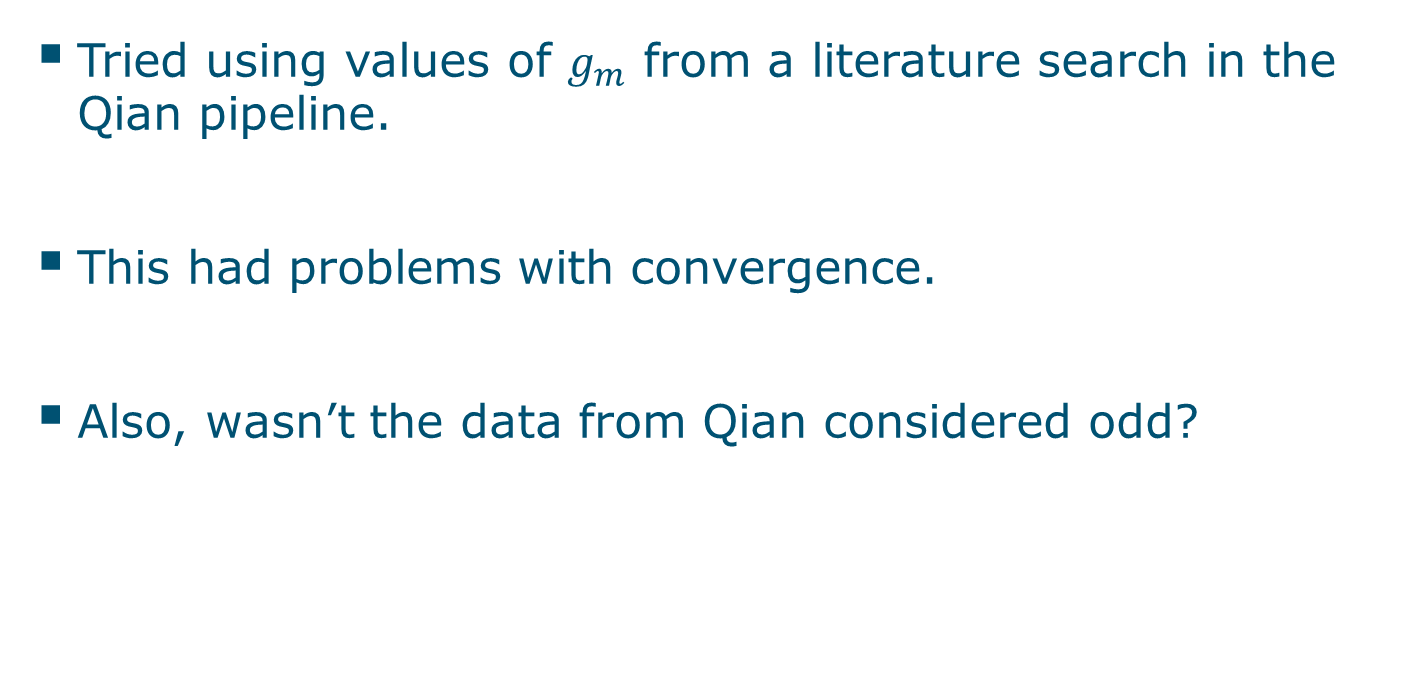 ▪ Tried using values of $g_m$ from a literature search in the
Qian pipeline.
▪ This had problems with convergence.
▪ Also, wasn’t the data from Qian considered odd?